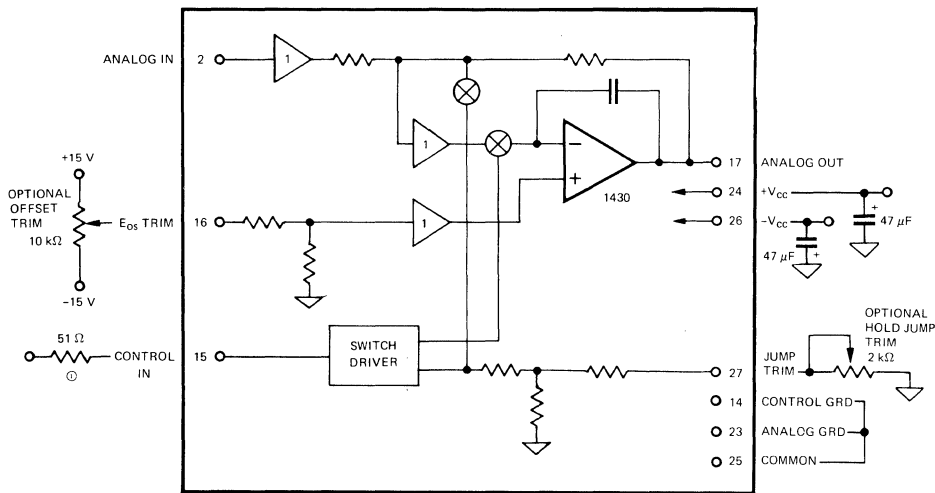 ANALOG IN 2
1
1
1
1430
17 ANALOG OUT
24 +Vcc
26 −Vcc
+
47 μF
47 μF +
+15 V
OPTIONAL
OFFSET
TRIM
10 kΩ
EOS TRIM 16
−15 V
51 Ω
①
CONTROL
IN
15
SWITCH
DRIVER
−
+
27 JUMP
TRIM
OPTIONAL
HOLD JUMP
TRIM
2 kΩ
14 CONTROL GRD
23 ANALOG GRD
25 COMMON